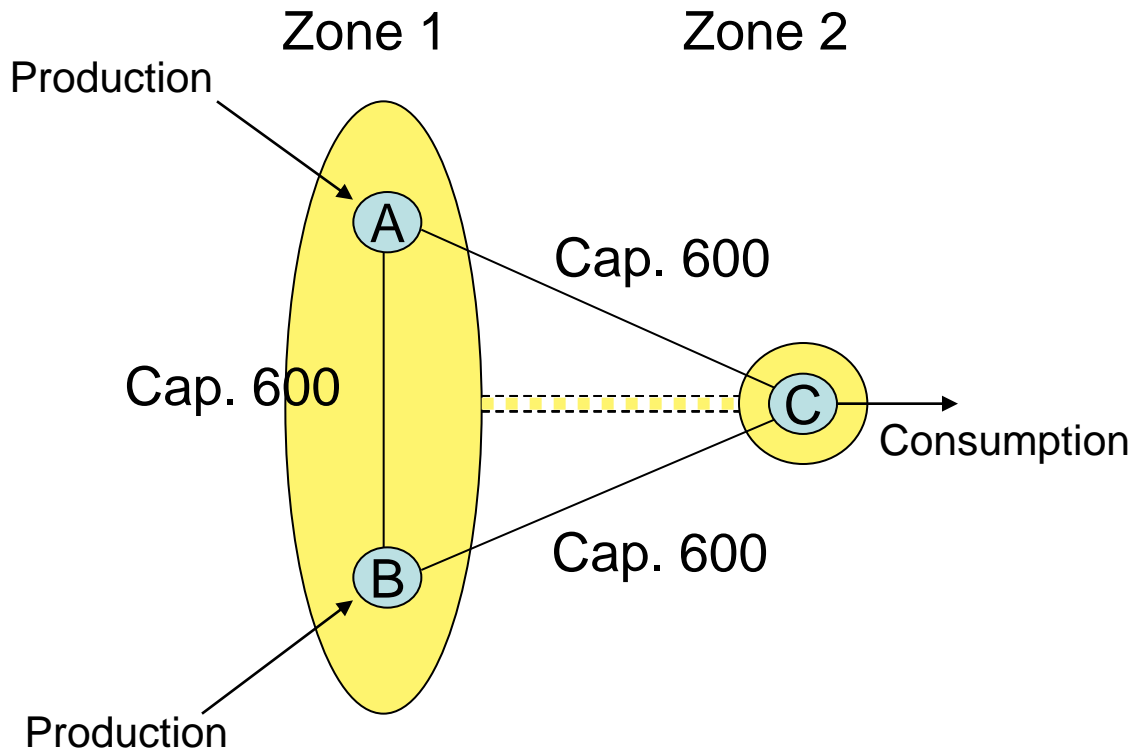 Zone 1
Zone 2
Production
A
Cap. 600
Cap. 600
C
Consumption
Cap. 600
B
Production